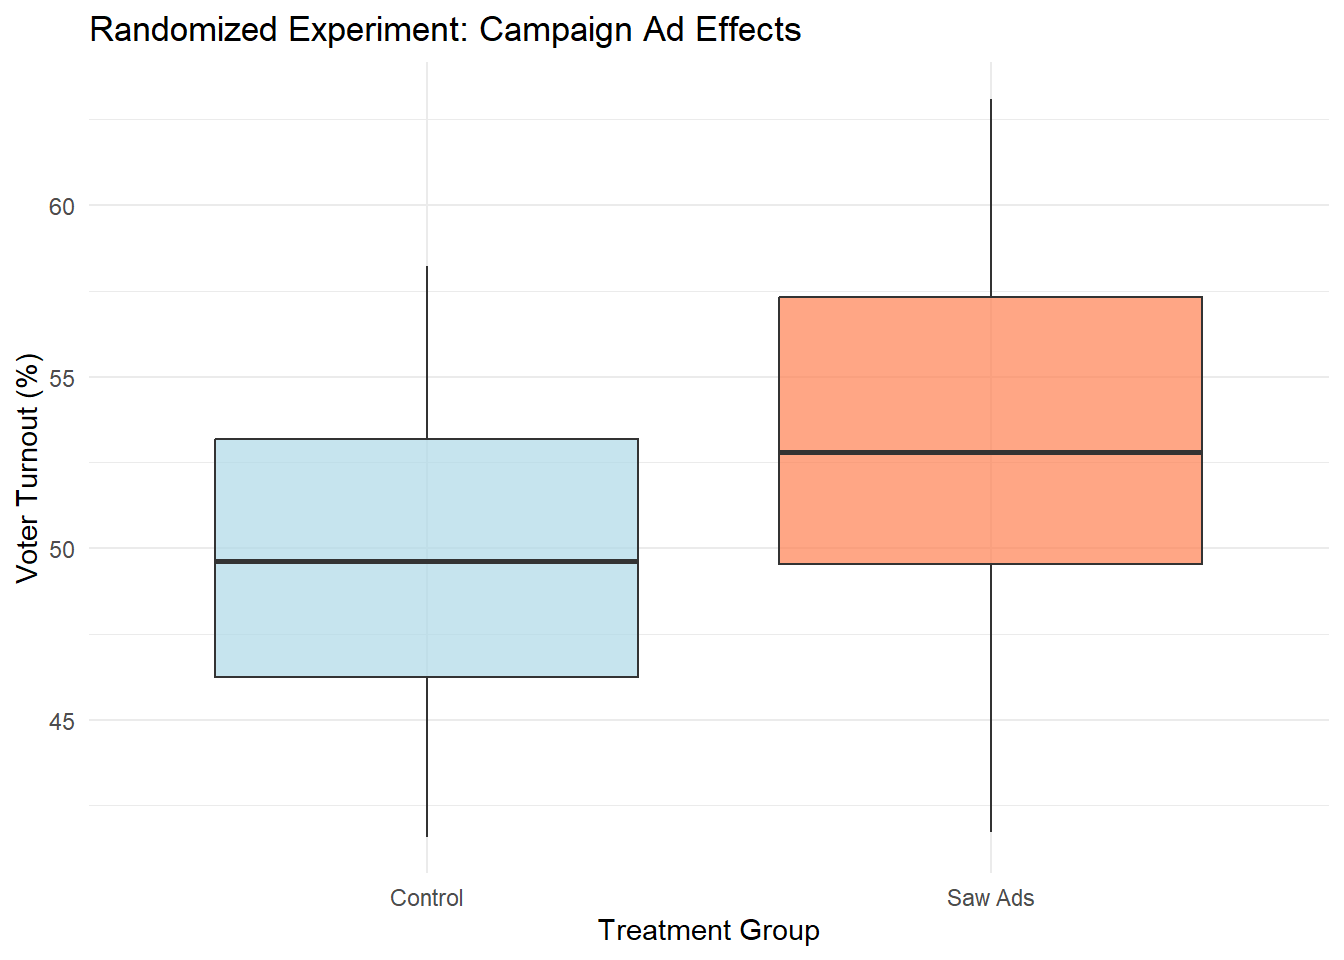 Randomized Experiment: Campaign Ad Effects
Voter Turnout (%)
60
55
50
45
Control
Saw Ads
Treatment Group